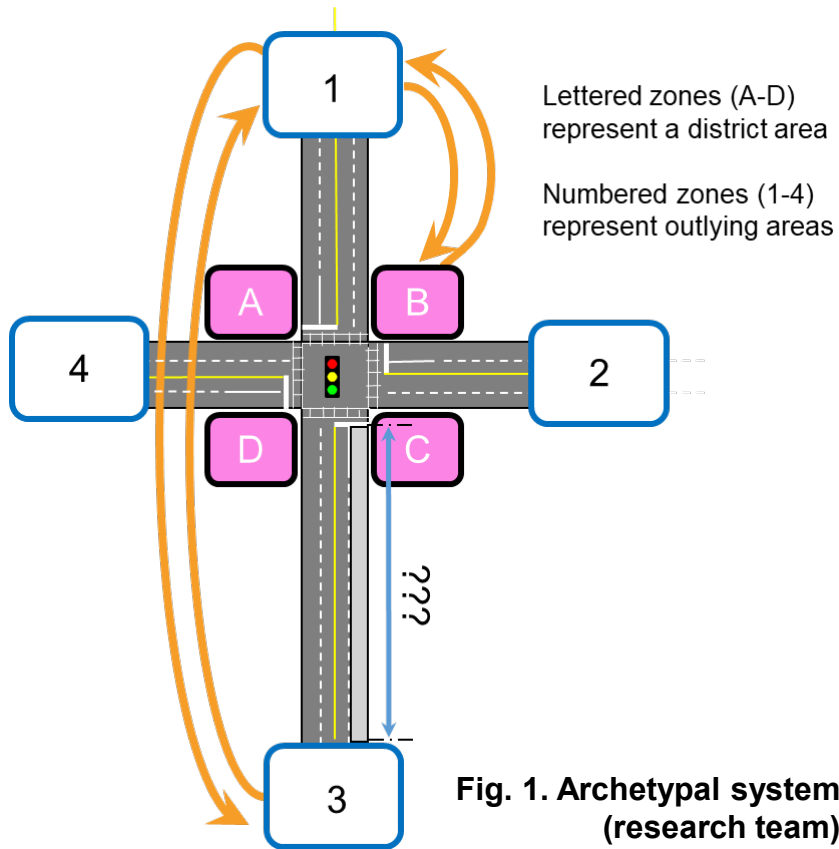 1
Lettered zones (A-D)
represent a district area
Numbered zones (1-4)
represent outlying areas
A
B
4
2
D
C
???
3
Fig. 1. Archetypal system
(research team)